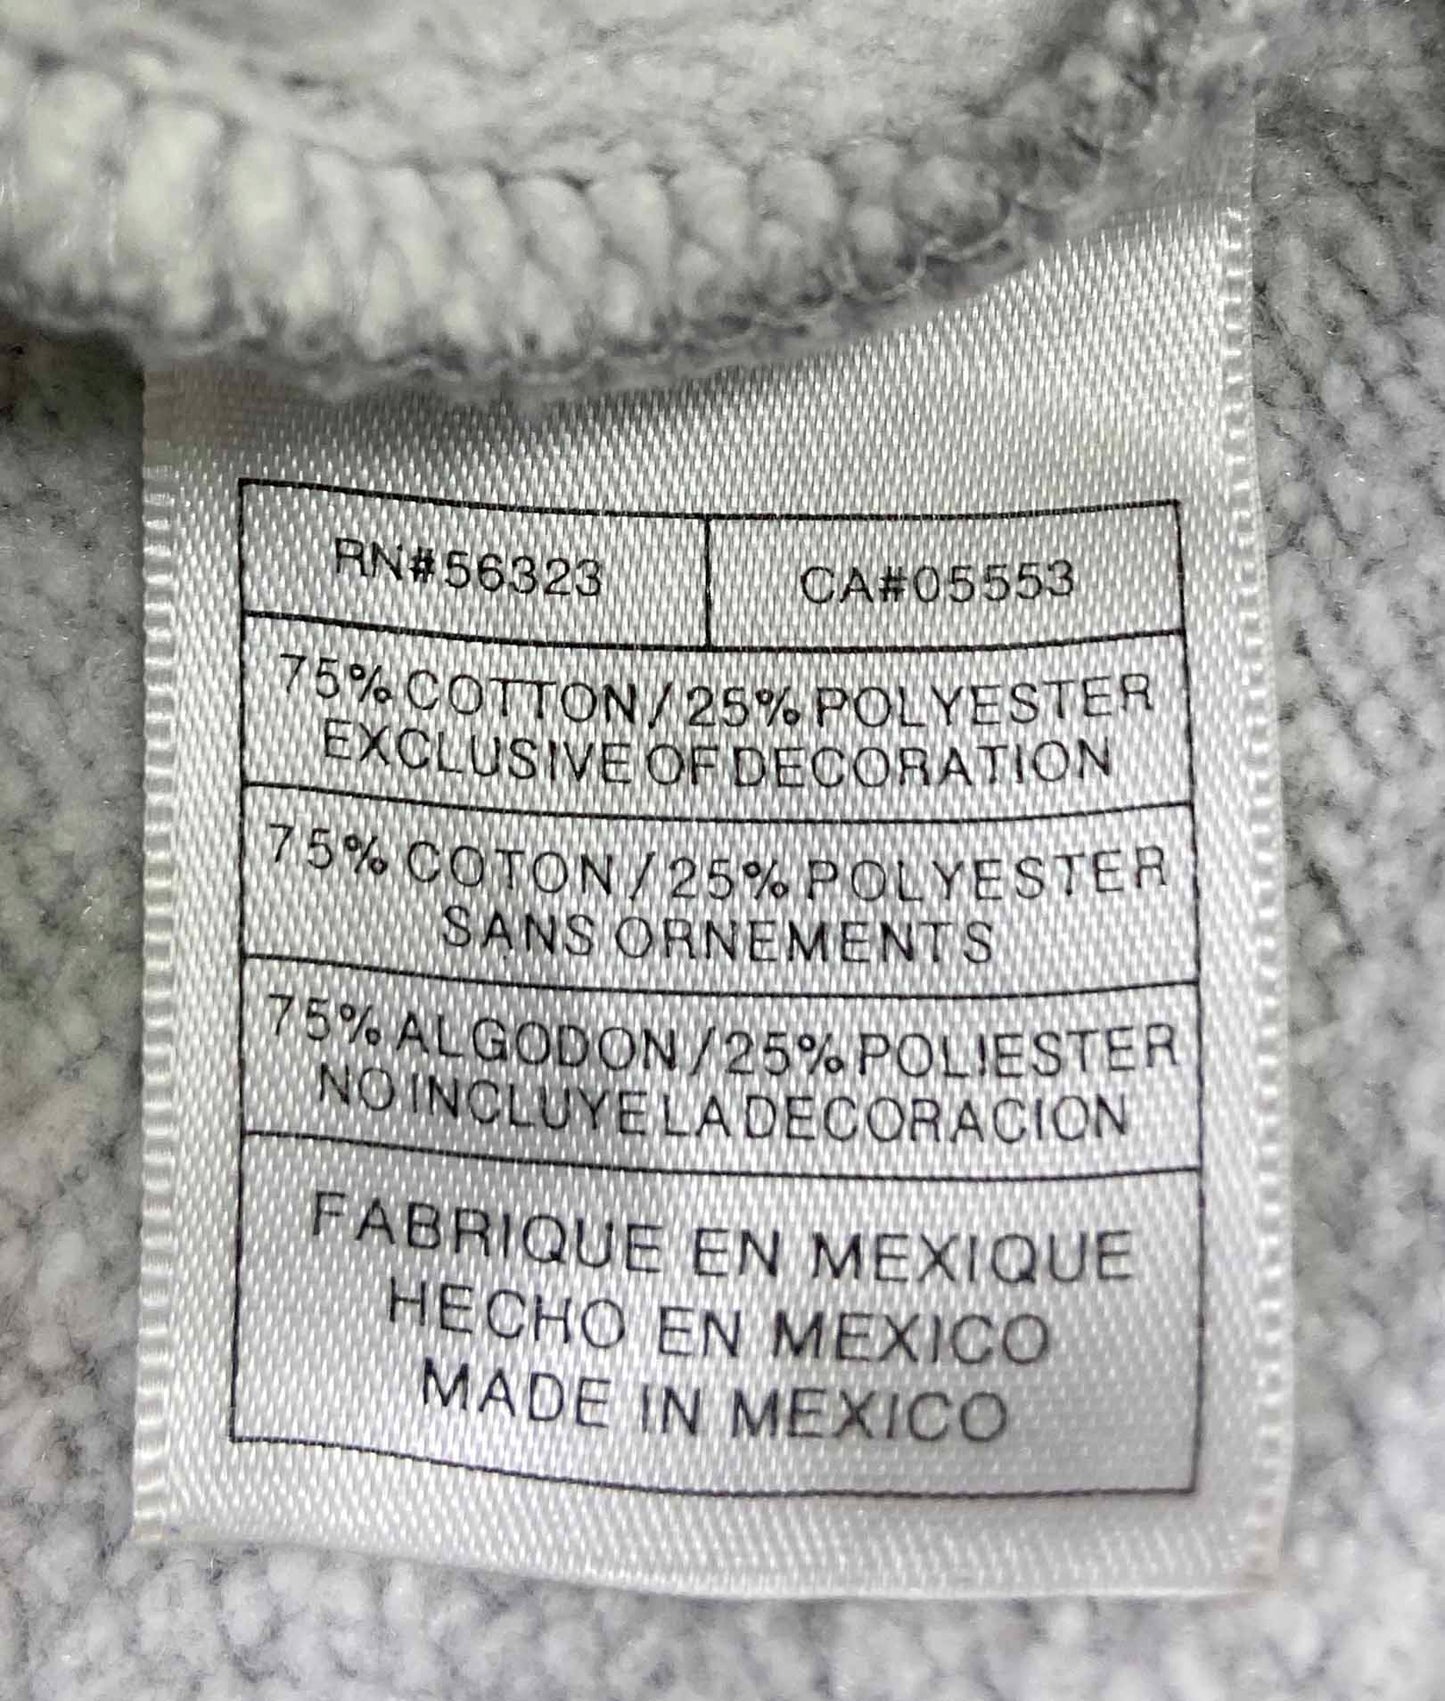 RN#56323 CA#05553
75% COTTON/25% POLYESTER
EXCLUSIVE OF DECORATION
75% COTON/25% POLYESTER
SANS ORNEMENTS
75% ALGODON/25% POLIESTER
NO INCLUYE LA DECORACION
FABRIQUE EN MEXIQUE
HECHO EN MEXICO
MADE IN MEXICO